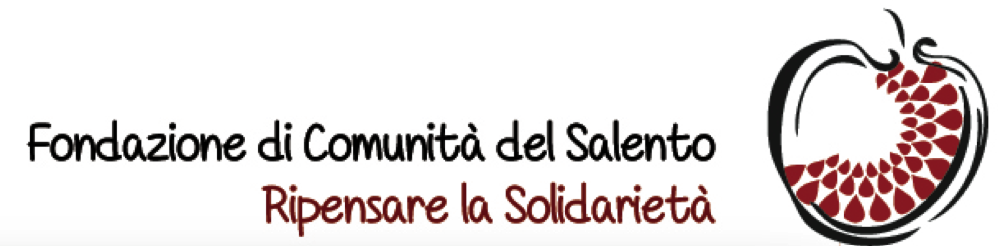 Fondazione di Comunità del Salento
Ripensare la Solidarietà